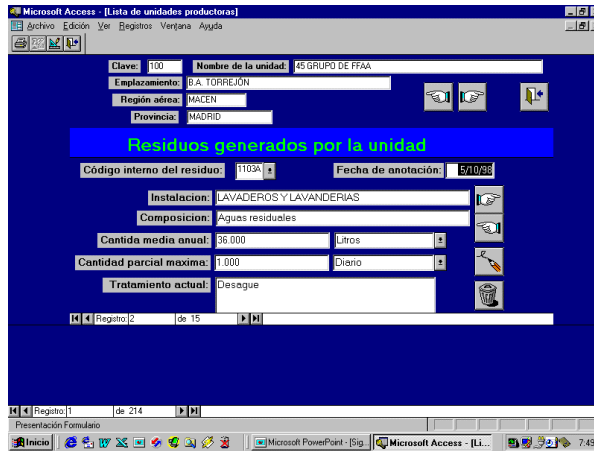 Microsoft Access - [Lista de unidades productoras]
Archivo Edición Ver Registros Ventana Ayuda
Clave: 100 Nombre de la unidad: 45 GRUPO DE FFAA
Emplazamiento: B.A. TORREJÓN
Región aérea: MACEN
Provincia: MADRID
Residuos generados por la unidad
Código interno del residuo: 1103A Fecha de anotación: 5/10/98
Instalacion: LAVADEROS Y LAVANDERIAS
Composicion: Aguas residuales
Cantida media anual: 36.000 Litros
Cantidad parcial maxima: 1.000 Diario
Tratamiento actual: Desague
Registro: 2 de 15
Registro: 1 de 214
Presentación Formulario
Inicio Microsoft PowerPoint - [Sig... Microsoft Access - [Li... 7:49